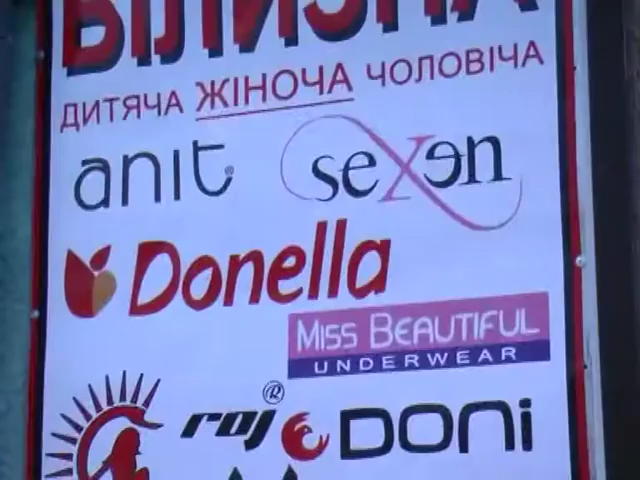 БІЛИЗНА
ДИТЯЧА ЖІНОЧА ЧОЛОВІЧА
anit®
sexen
Donella
MISS BEAUTIFUL
UNDERWEAR
roj® DONi